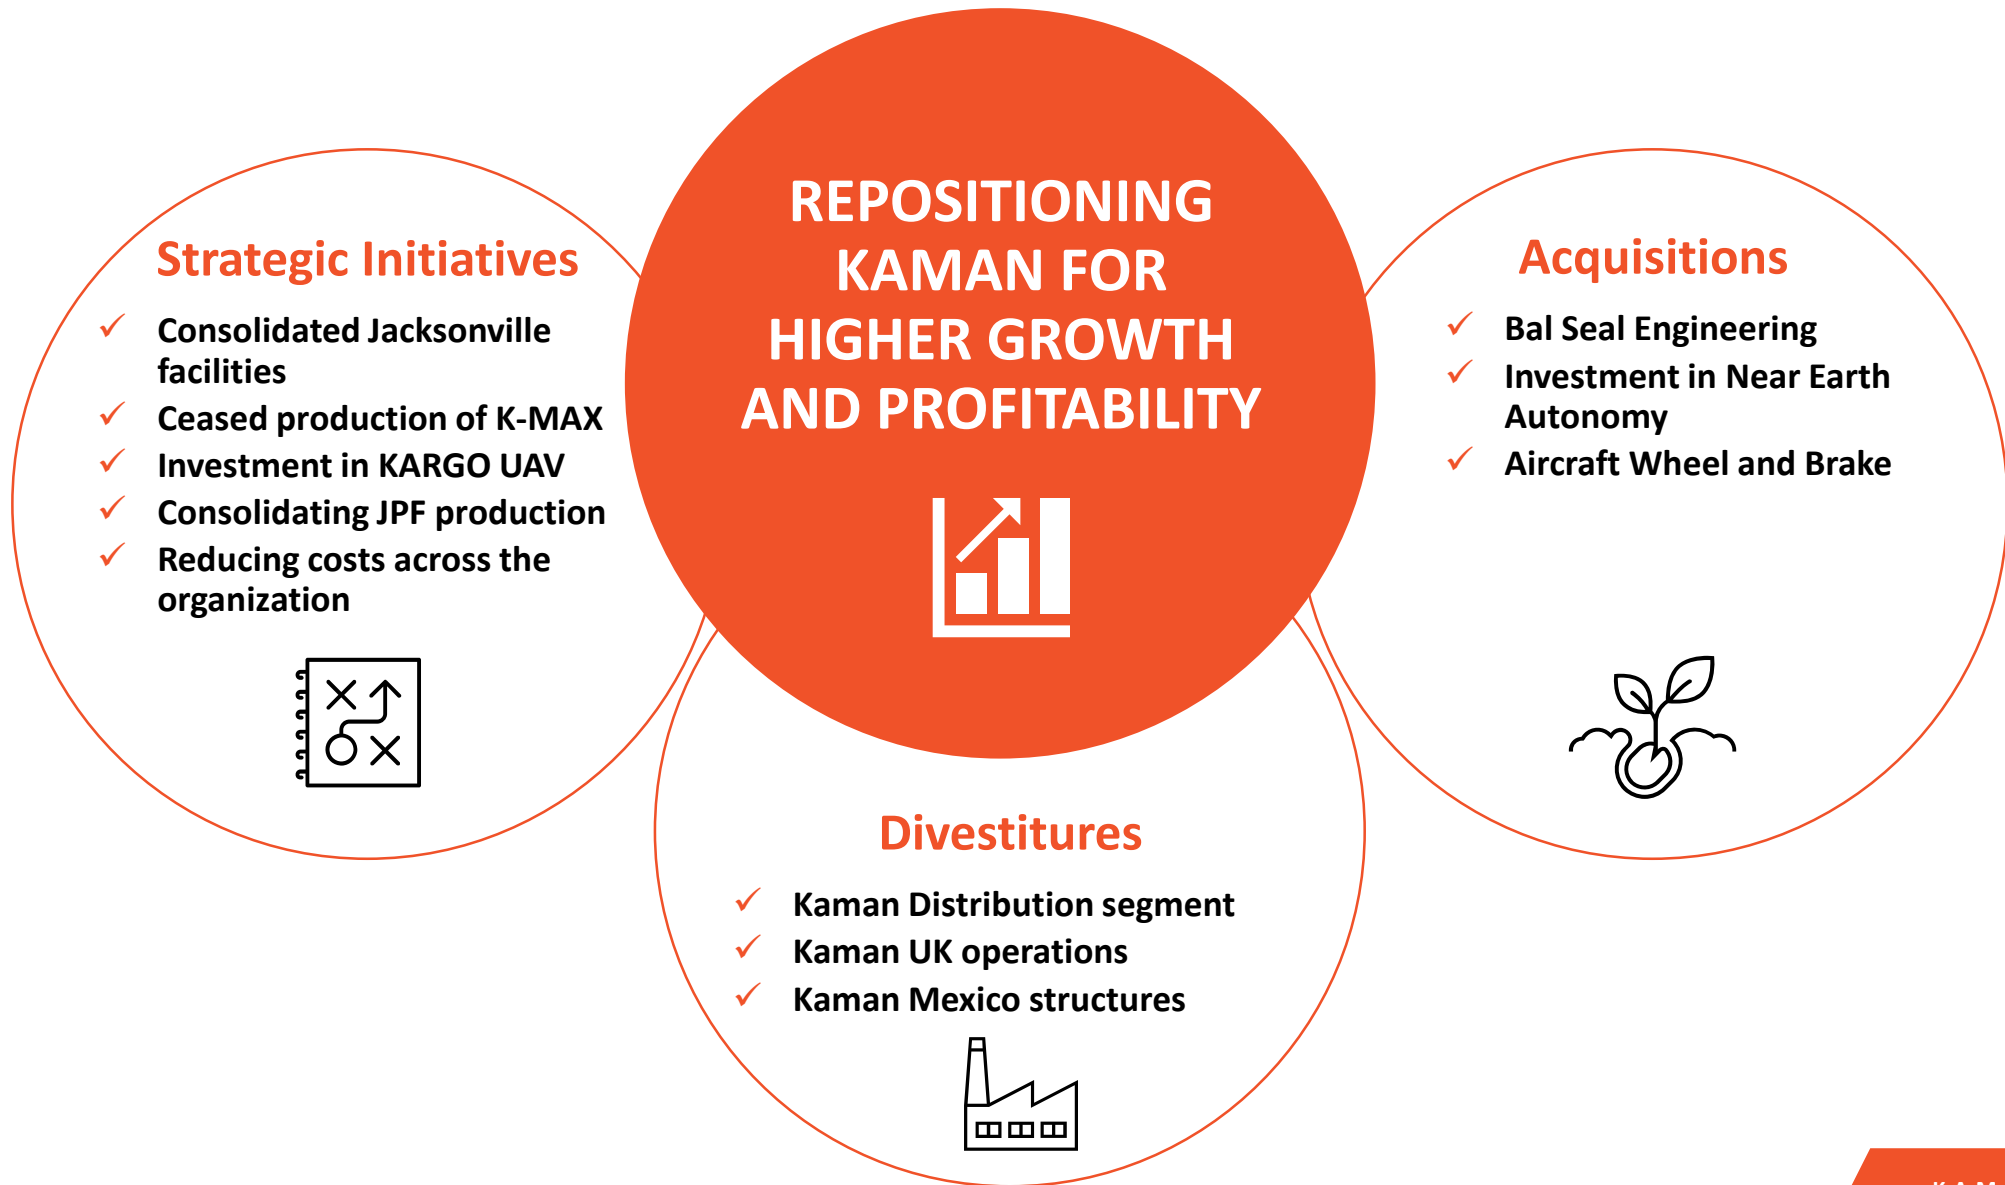 REPOSITIONING
KAMAN FOR
HIGHER GROWTH
AND PROFITABILITY
Strategic Initiatives
Consolidated Jacksonville
facilities
Ceased production of K-MAX
Investment in KARGO UAV
Consolidating JPF production
Reducing costs across the
organization
Acquisitions
Bal Seal Engineering
Investment in Near Earth
Autonomy
Aircraft Wheel and Brake
Divestitures
Kaman Distribution segment
Kaman UK operations
Kaman Mexico structures